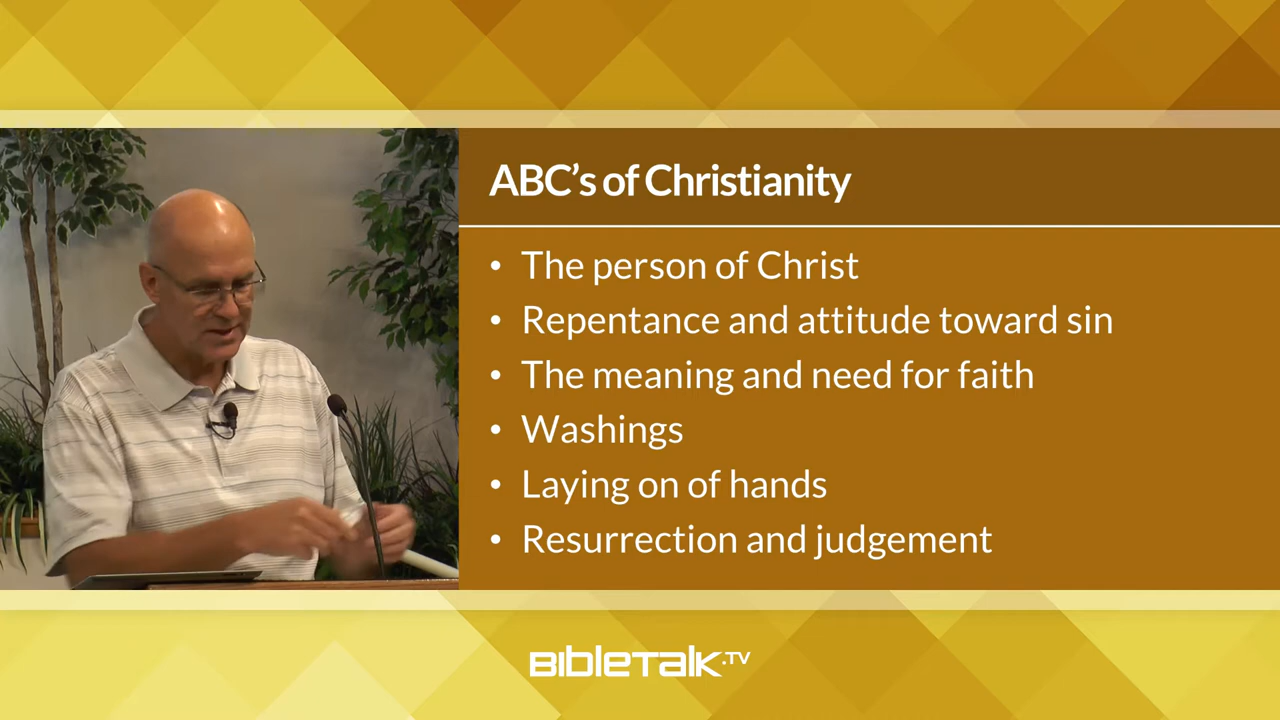 ABC’s of Christianity
• The person of Christ
• Repentance and attitude toward sin
• The meaning and need for faith
• Washings
• Laying on of hands
• Resurrection and judgement
BIBLETALK.TV